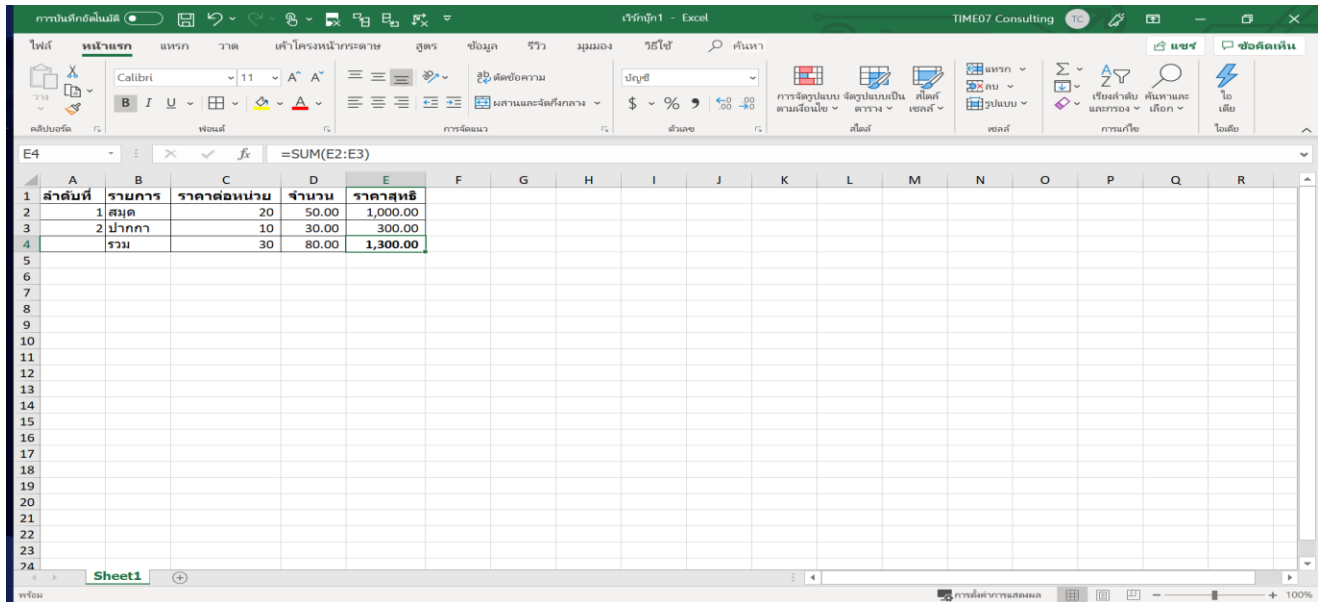 การบันทึกอัตโนมัติ เวิร์กบุ๊ก1 - Excel TIME07 Consulting TC
ไฟล์ หน้าแรก แทรก วาด เค้าโครงหน้ากระดาษ สูตร ข้อมูล รีวิว มุมมอง วิธีใช้ ค้นหา แชร์ ข้อคิดเห็น
วาง Calibri 11 A A ab ตัดข้อความ บัญชี
B I U A ผสานและจัดกึ่งกลาง $ % .00
การจัดรูปแบบตามเงื่อนไข จัดรูปแบบเป็นตาราง สไตล์เซลล์
แทรก
ลบ
รูปแบบ
เรียงลำดับและกรอง ค้นหาและเลือก ไอเดีย
คลิปบอร์ด ฟอนต์ การจัดแนว ตัวเลข สไตล์ เซลล์ การแก้ไข ไอเดีย
E4 fx =SUM(E2:E3)
A B C D E F G H I J K L M N O P Q R
1 ลำดับที่ รายการ ราคาต่อหน่วย จำนวน ราคาสุทธิ
2 1 สมุด 20 50.00 1,000.00
3 2 ปากกา 10 30.00 300.00
4 รวม 30 80.00 1,300.00
5
6
7
8
9
10
11
12
13
14
15
16
17
18
19
20
21
22
23
24
Sheet1
พร้อม การตั้งค่าการแสดงผล 100%